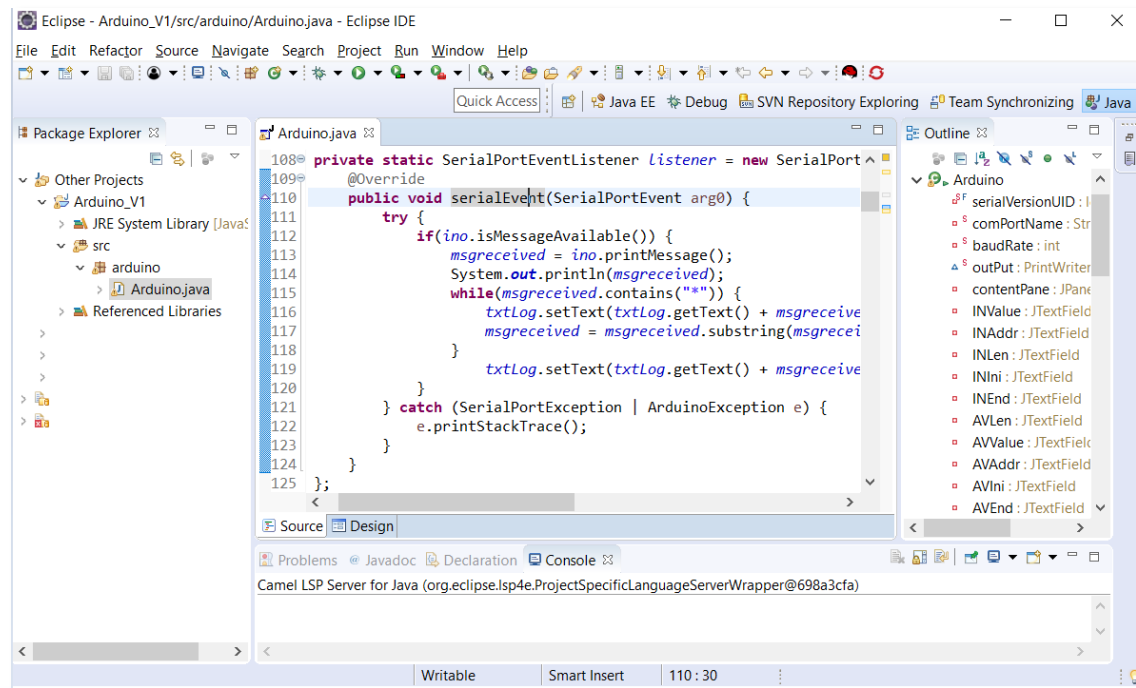 Eclipse - Arduino_V1/src/arduino/Arduino.java - Eclipse IDE
File Edit Refactor Source Navigate Search Project Run Window Help
Quick Access Java EE Debug SVN Repository Exploring Team Synchronizing Java
Package Explorer
Other Projects
Arduino_V1
JRE System Library [JavaS
src
arduino
Arduino.java
Referenced Libraries
Arduino.java
108 private static SerialPortEventListener listener = new SerialPort
109 @Override
110 public void serialEvent(SerialPortEvent arg0) {
111 try {
112 if(ino.isMessageAvailable()) {
113 msgreceived = ino.printMessage();
114 System.out.println(msgreceived);
115 while(msgreceived.contains("*")) {
116 txtLog.setText(txtLog.getText() + msgreceive
117 msgreceived = msgreceived.substring(msgrecei
118 }
119 txtLog.setText(txtLog.getText() + msgreceive
120 }
121 } catch (SerialPortException | ArduinoException e) {
122 e.printStackTrace();
123 }
124 }
125 };
Source Design
Outline
Arduino
serialVersionUID : l
comPortName : Str
baudRate : int
outPut : PrintWriter
contentPane : JPane
INValue : JTextField
INAddr : JTextField
INLen : JTextField
INIni : JTextField
INEnd : JTextField
AVLen : JTextField
AVValue : JTextField
AVAddr : JTextField
AVIni : JTextField
AVEnd : JTextField
Problems Javadoc Declaration Console
Camel LSP Server for Java (org.eclipse.lsp4e.ProjectSpecificLanguageServerWrapper@698a3cfa)
Writable Smart Insert 110 : 30